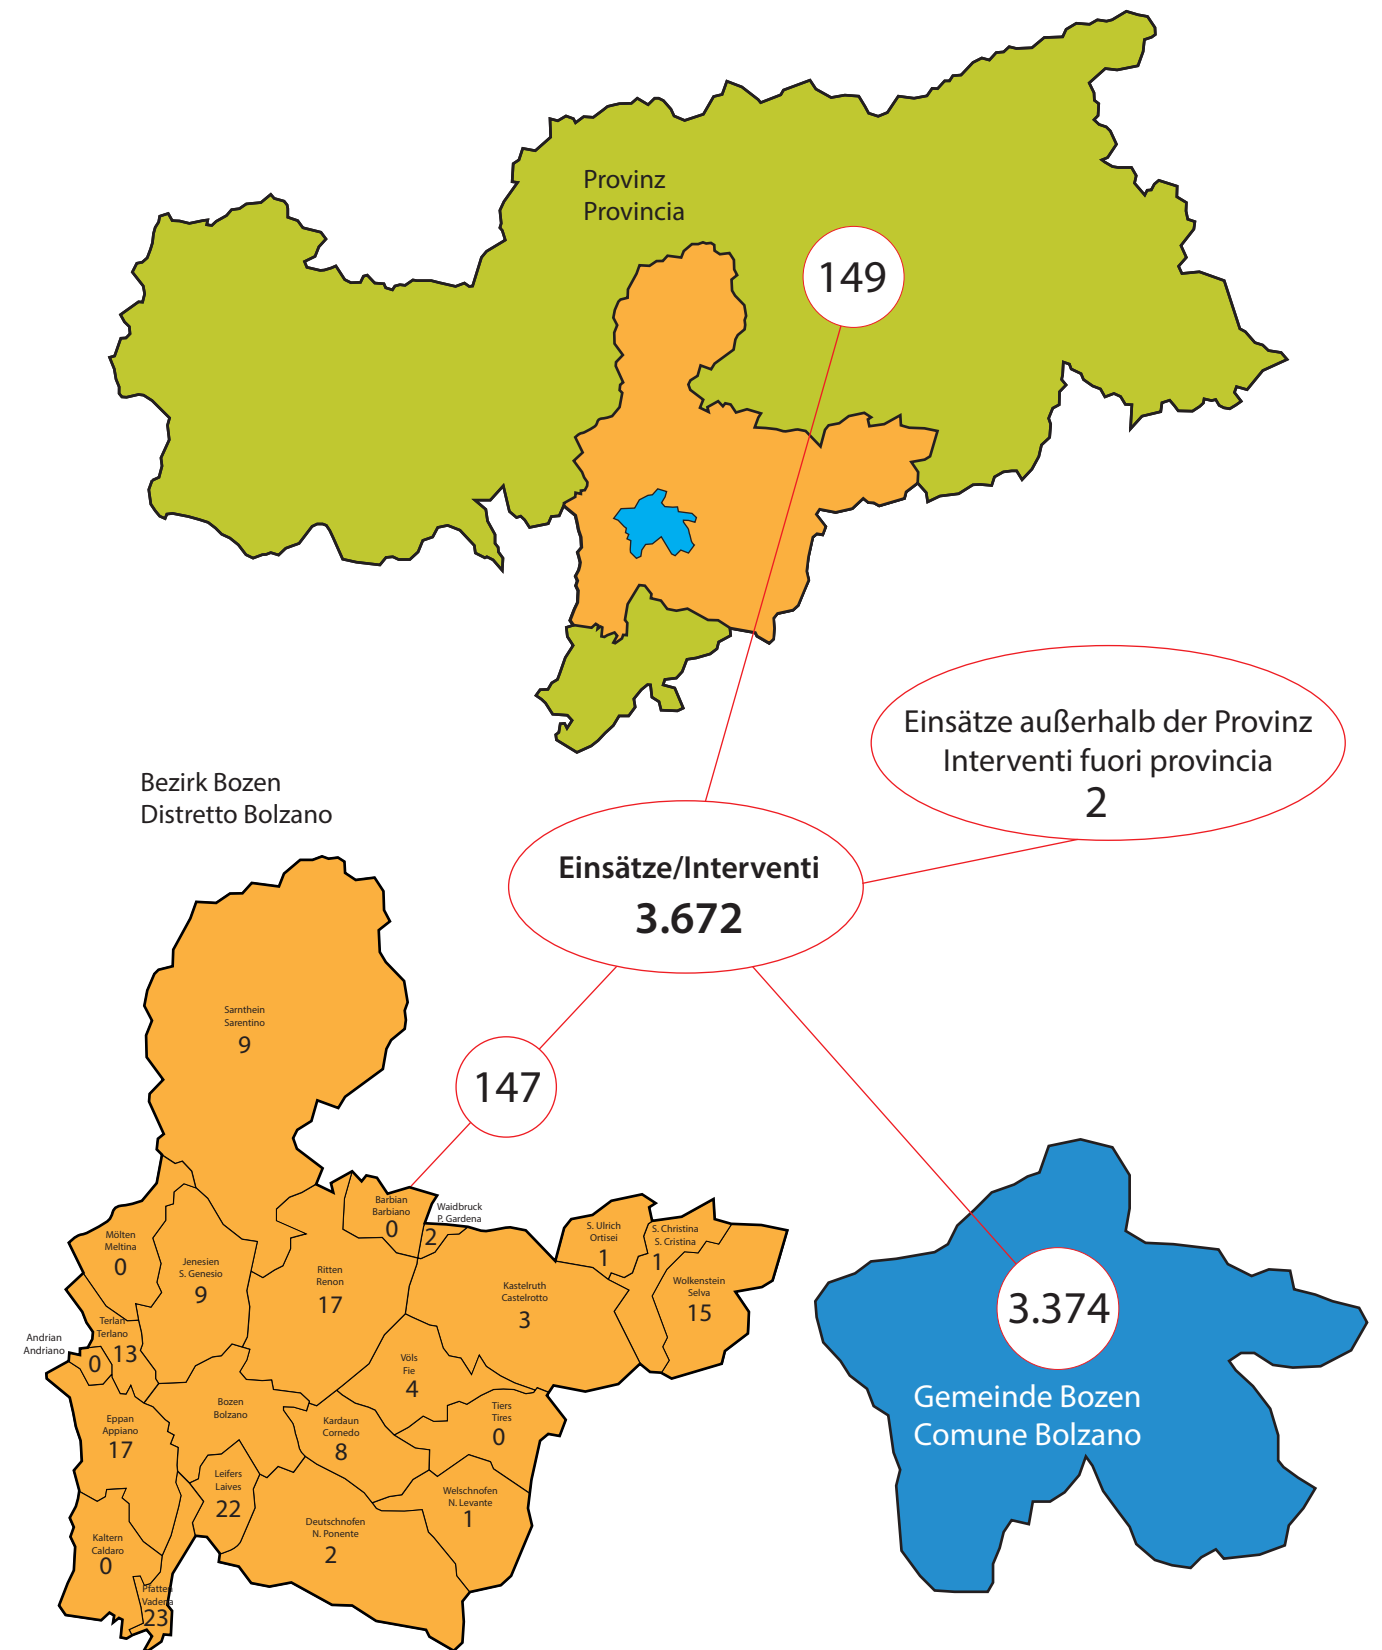 Provinz
Provincia
149
Einsätze außerhalb der Provinz
Interventi fuori provincia
2
Bezirk Bozen
Distretto Bolzano
Einsätze/Interventi
3.672
147
Sarnthein
Sarentino
9
Barbian
Barbiano
0
Waidbruck
P. Gardena
2
Mölten
Meltina
0
Jenesien
S. Genesio
9
Ritten
Renon
17
Kastelruth
Castelrotto
3
S. Ulrich
Ortisei
1
S. Christina
S. Cristina
1
Wolkenstein
Selva
15
Terlan
Terlano
13
Andrian
Andriano
0
Völs
Fie
4
Eppan
Appiano
17
Bozen
Bolzano
Kardaun
Cornedo
8
Tiers
Tires
0
Leifers
Laives
22
Welschnofen
N. Levante
1
Deutschnofen
N. Ponente
2
Kaltern
Caldaro
0
Pfatten
Vadena
23
3.374
Gemeinde Bozen
Comune Bolzano